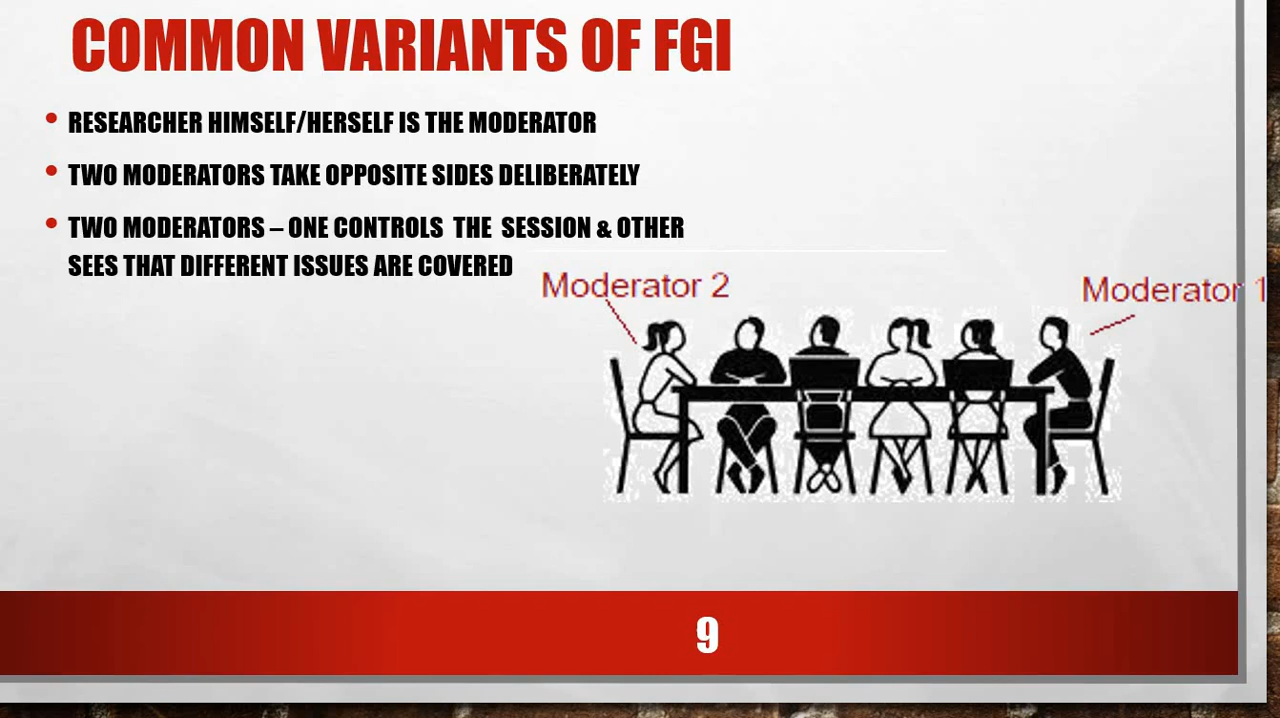 COMMON VARIANTS OF FGI
• RESEARCHER HIMSELF/HERSELF IS THE MODERATOR
• TWO MODERATORS TAKE OPPOSITE SIDES DELIBERATELY
• TWO MODERATORS – ONE CONTROLS THE SESSION & OTHER
SEES THAT DIFFERENT ISSUES ARE COVERED
Moderator 2
Moderator 1
9